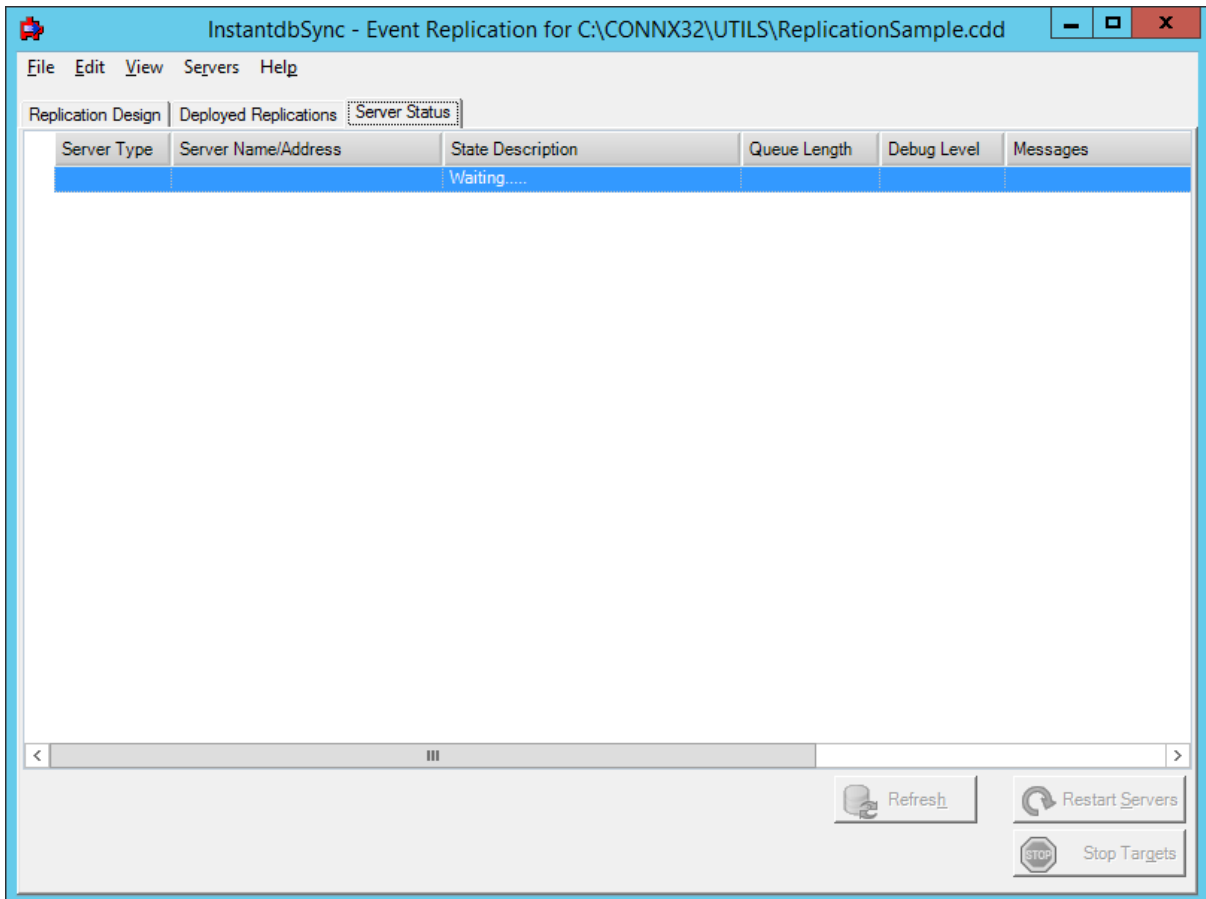 InstantdbSync - Event Replication for C:\CONNX32\UTILS\ReplicationSample.cdd
File Edit View Servers Help
Replication Design Deployed Replications Server Status
Server Type Server Name/Address State Description Queue Length Debug Level Messages
Waiting.....
Refresh Restart Servers
STOP Stop Targets